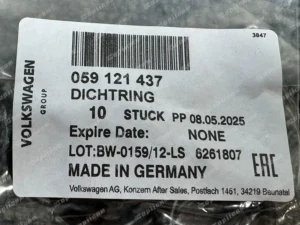 3647
VOLKSWAGEN
GROUP
059 121 437
DICHTRING
10 STUCK PP 08.05.2025
Expire Date: NONE
LOT:BW-0159/12-LS 6261807
MADE IN GERMANY
EAC
Volkswagen AG, Konzern After Sales, Postfach 1451, 34219 Baunatal